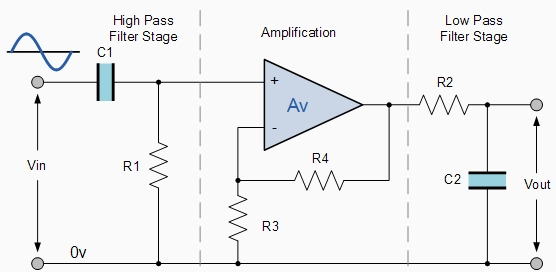 High Pass
Filter Stage
Amplification
Low Pass
Filter Stage
C1
+
Av
-
R2
Vin
R1
R4
C2
Vout
R3
0v